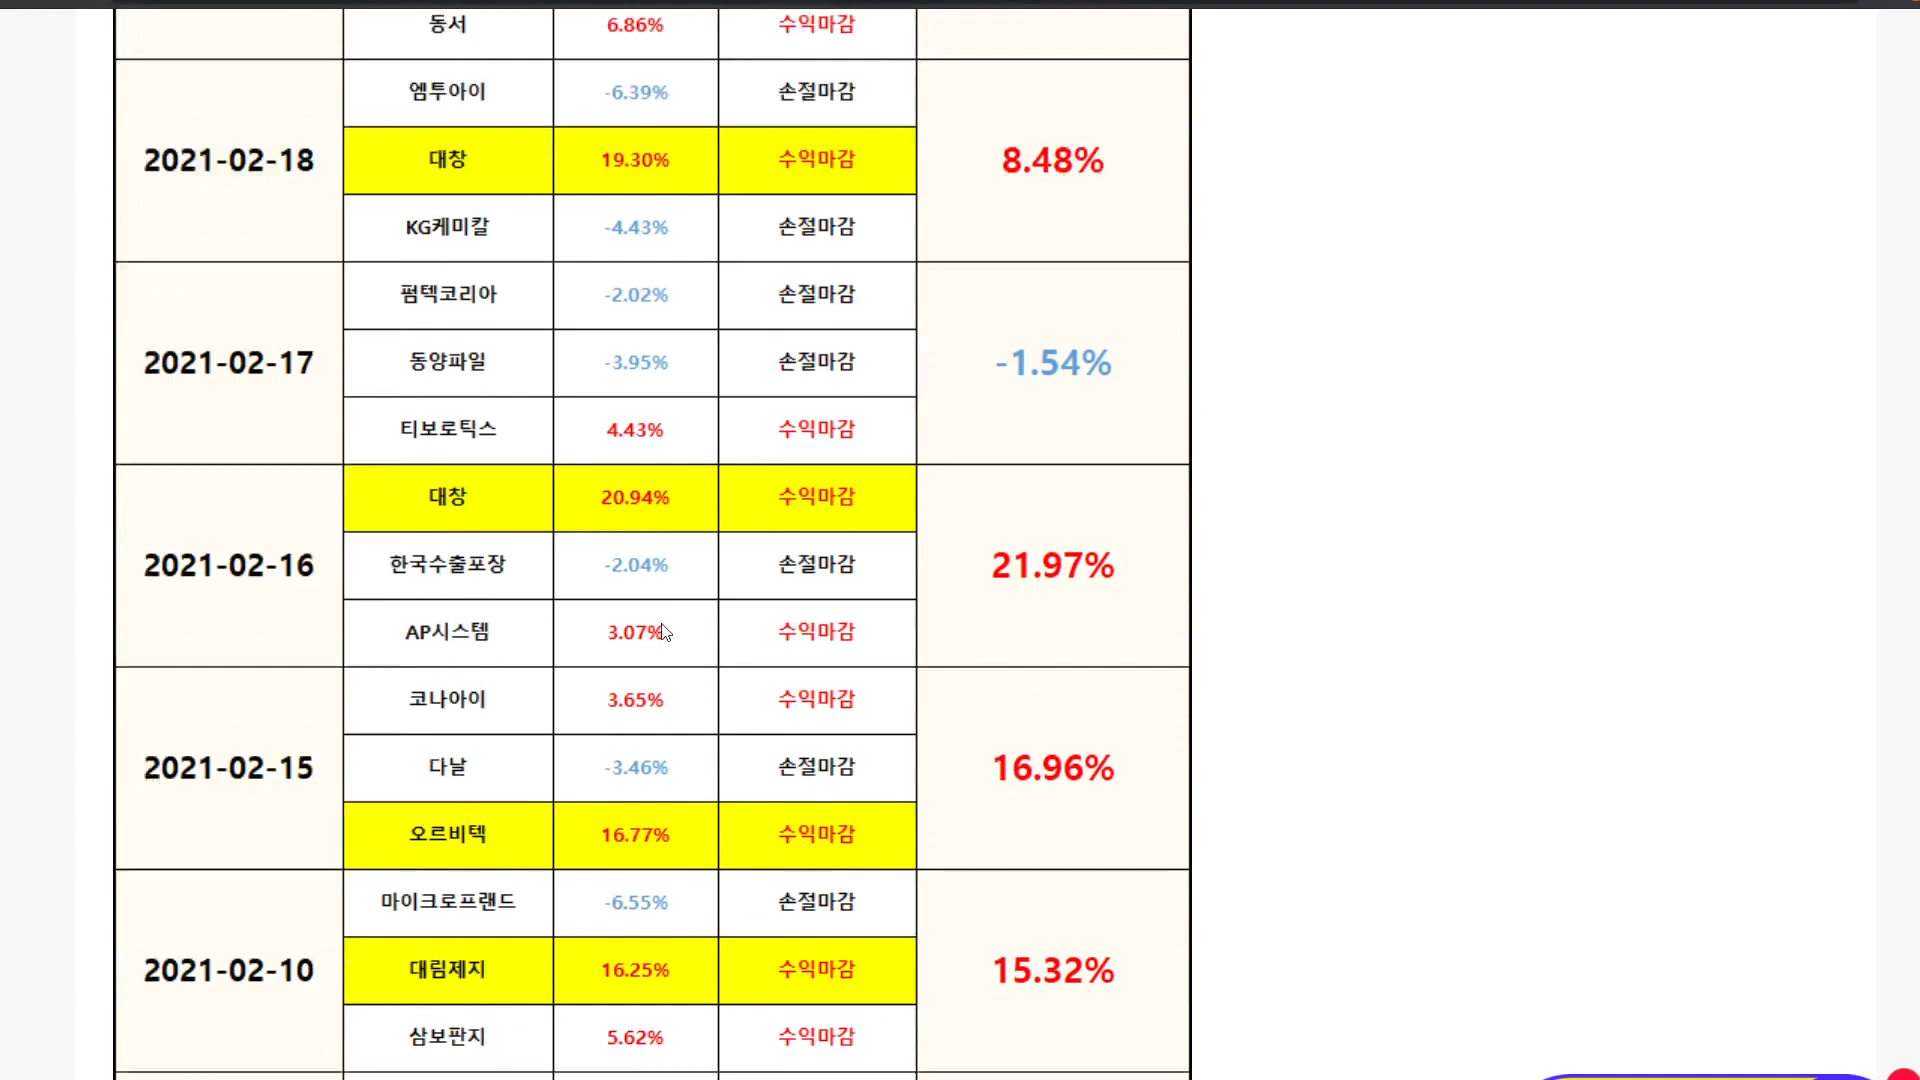 동서 6.86% 수익마감
엠투아이 -6.39% 손절마감
2021-02-18 대창 19.30% 수익마감 8.48%
KG케미칼 -4.43% 손절마감
펌텍코리아 -2.02% 손절마감
2021-02-17 동양파일 -3.95% 손절마감 -1.54%
티보로틱스 4.43% 수익마감
대창 20.94% 수익마감
2021-02-16 한국수출포장 -2.04% 손절마감 21.97%
AP시스템 3.07% 수익마감
코나아이 3.65% 수익마감
2021-02-15 다날 -3.46% 손절마감 16.96%
오르비텍 16.77% 수익마감
마이크로프랜드 -6.55% 손절마감
2021-02-10 대림제지 16.25% 수익마감 15.32%
삼보판지 5.62% 수익마감